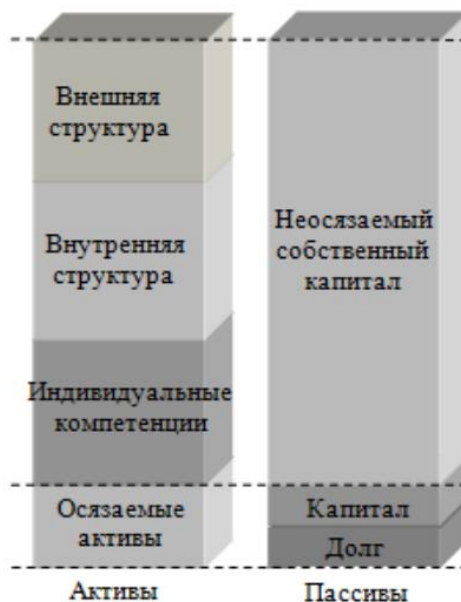 Внешняя
структура
Внутренняя
структура
Индивидуальные
компетенции
Осязаемые
активы
Активы
Неосязаемый
собственный
капитал
Капитал
Долг
Пассивы